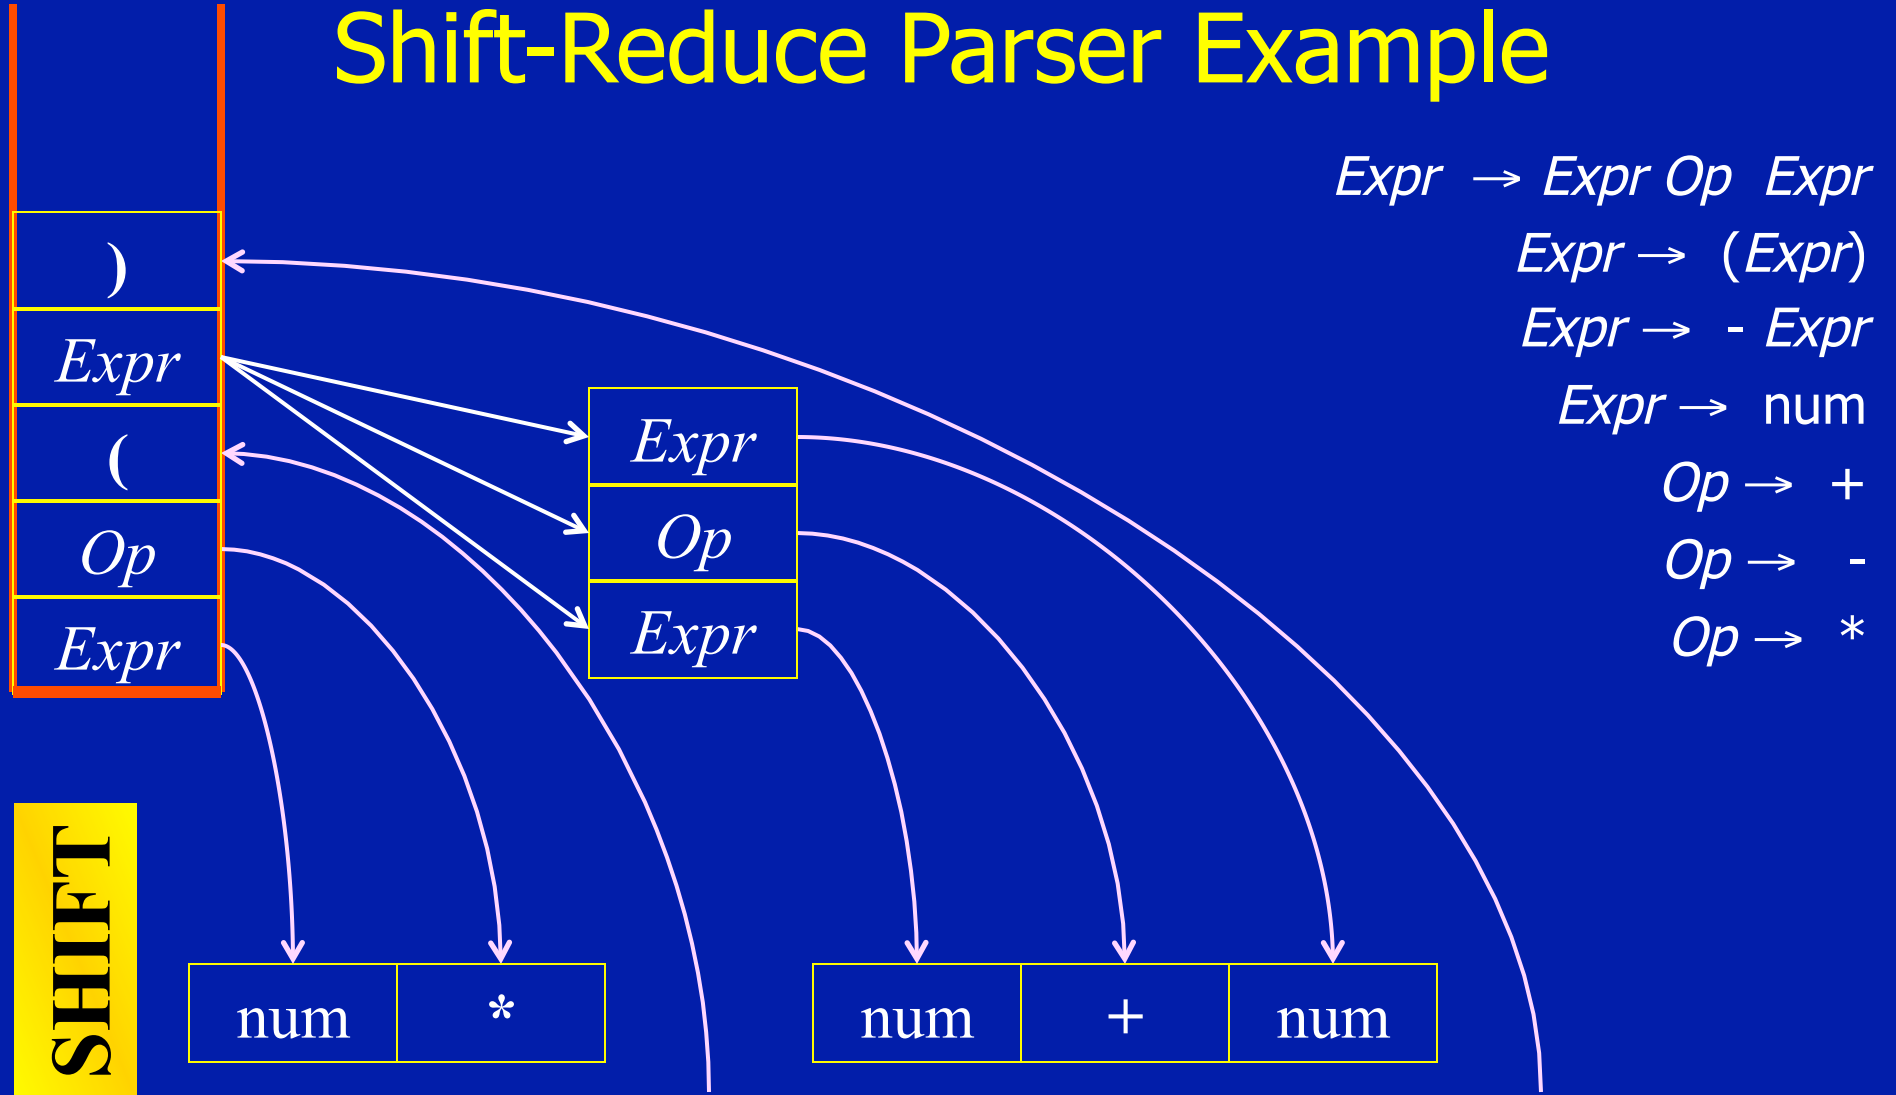 Shift-Reduce Parser Example
Expr → Expr Op Expr
Expr → (Expr)
Expr → - Expr
Expr → num
Op → +
Op → -
Op → *
)
Expr
(
Op
Expr
Expr
Op
Expr
SHIFT
num *
num + num